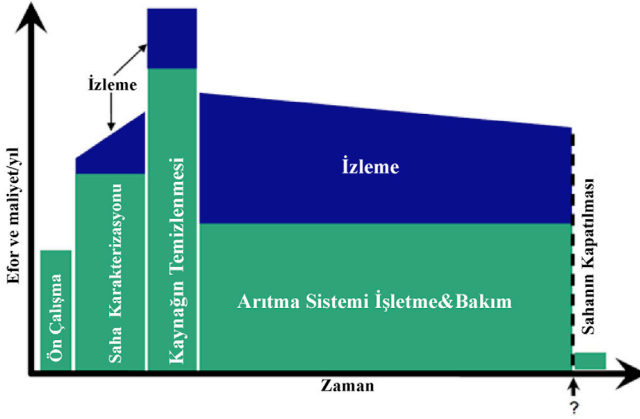 Efor ve maliyet/yıl
İzleme
Ön Çalışma
Saha Karakterizasyonu
Kaynağın Temizlenmesi
İzleme
Arıtma Sistemi İşletme&Bakım
Sahanın Kapatılması
Zaman
?